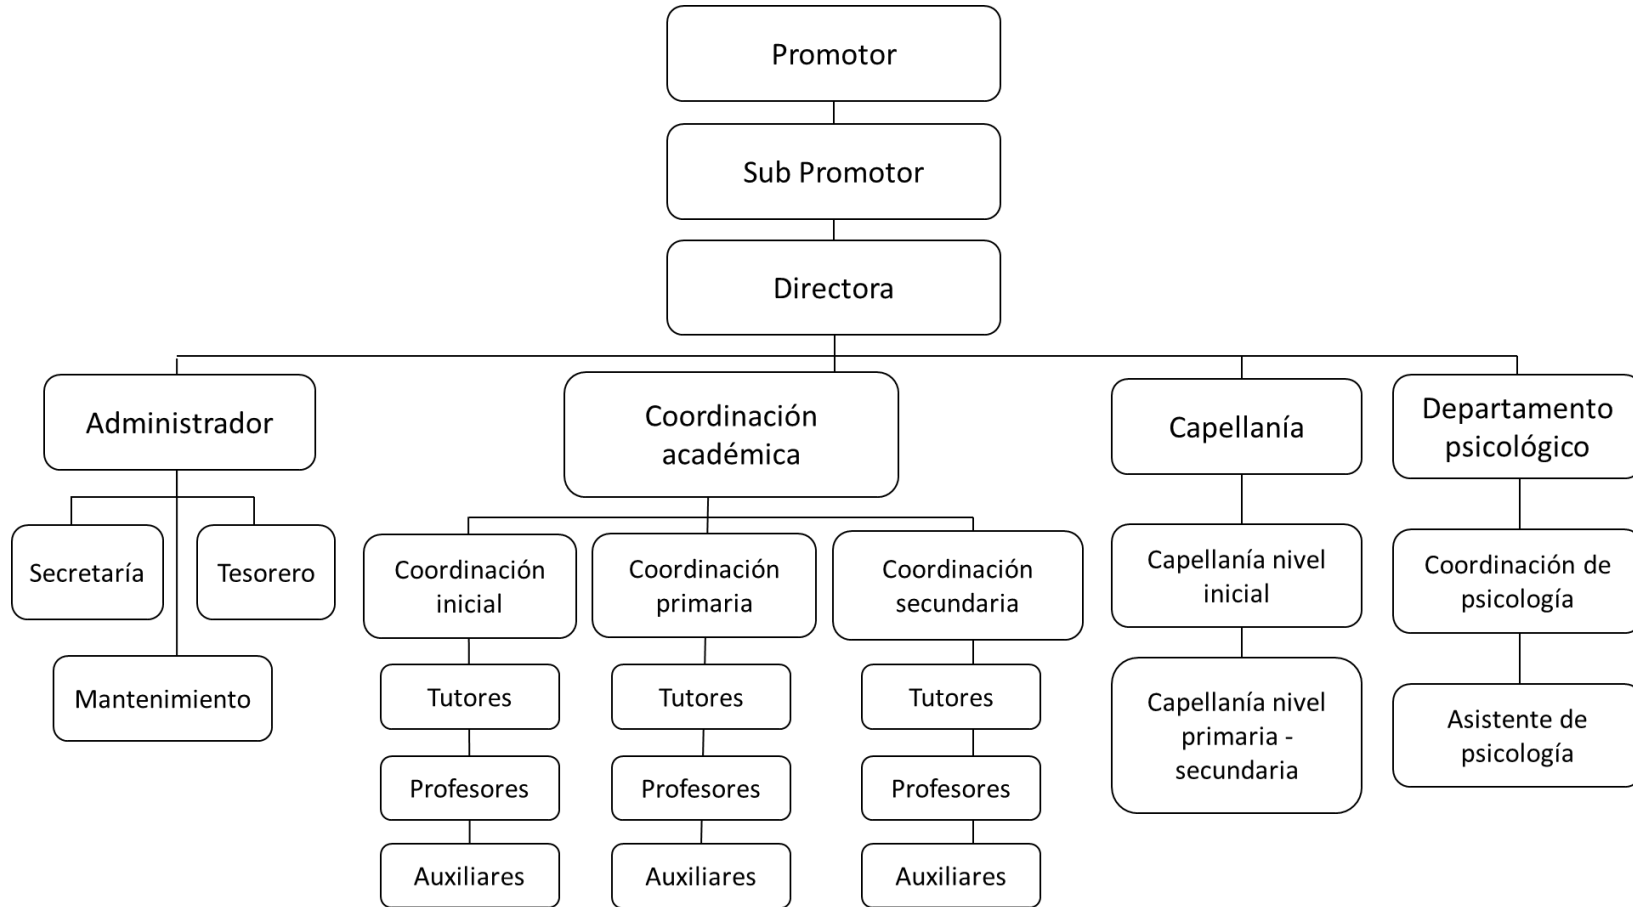 Promotor
Sub Promotor
Directora
Administrador
Coordinación
académica
Capellanía
Departamento
psicológico
Secretaría
Tesorero
Mantenimiento
Coordinación
inicial
Tutores
Profesores
Auxiliares
Coordinación
primaria
Tutores
Profesores
Auxiliares
Coordinación
secundaria
Tutores
Profesores
Auxiliares
Capellanía nivel
inicial
Capellanía nivel
primaria -
secundaria
Coordinación de
psicología
Asistente de
psicología